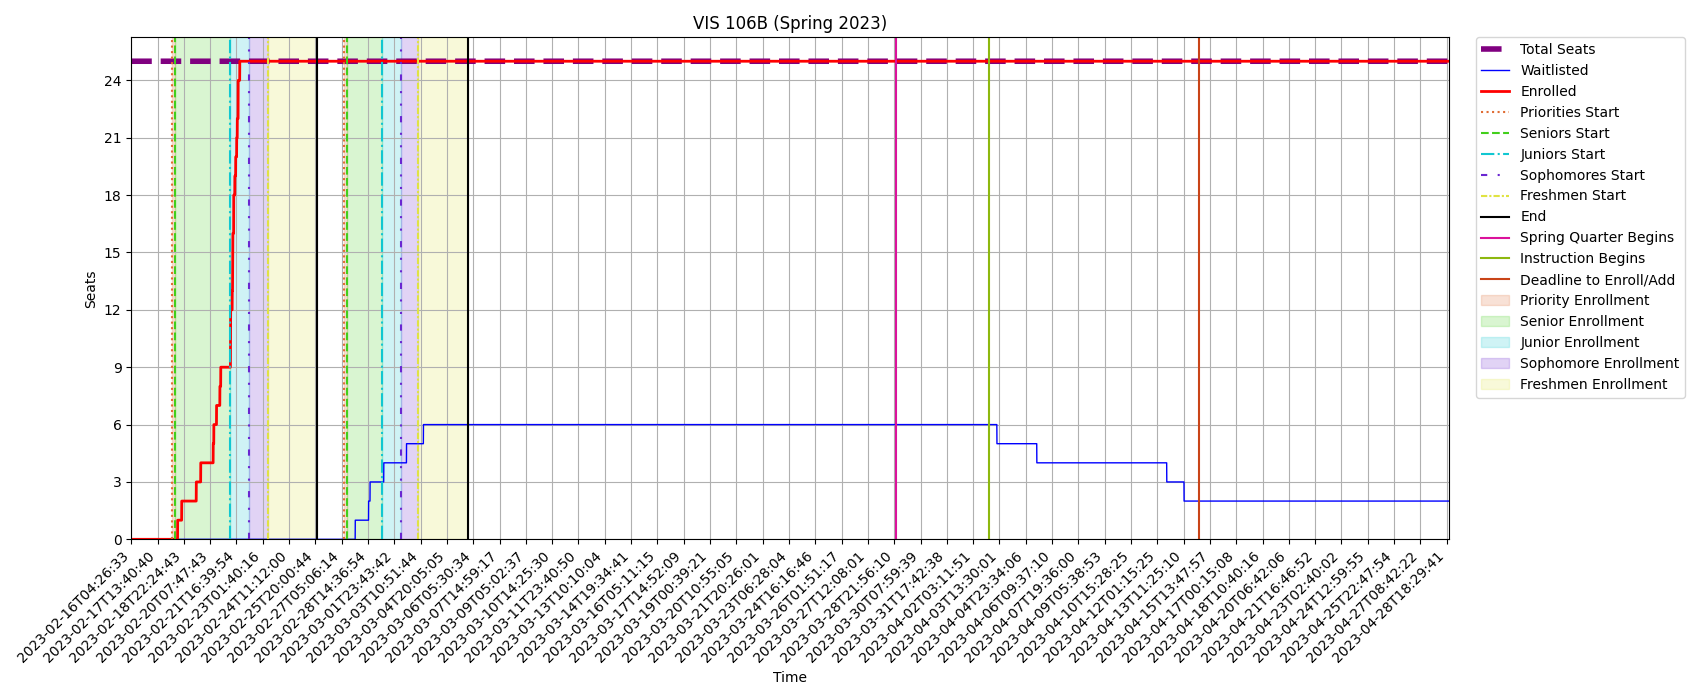 VIS 106B (Spring 2023)
Seats
24
21
18
15
12
9
6
3
0
2023-02-16T04:26:33
2023-02-17T13:40:40
2023-02-18T22:24:43
2023-02-20T07:47:43
2023-02-21T16:39:54
2023-02-23T01:40:16
2023-02-24T11:12:00
2023-02-25T20:00:44
2023-02-27T05:06:14
2023-02-28T14:36:54
2023-03-01T23:43:42
2023-03-03T10:51:44
2023-03-04T20:05:05
2023-03-06T05:30:34
2023-03-07T14:59:17
2023-03-09T05:02:37
2023-03-10T14:25:30
2023-03-11T23:40:50
2023-03-13T10:10:04
2023-03-14T19:34:41
2023-03-16T05:11:15
2023-03-17T14:52:09
2023-03-19T00:39:21
2023-03-20T10:55:05
2023-03-21T20:26:01
2023-03-23T06:28:04
2023-03-24T16:16:46
2023-03-26T01:51:17
2023-03-27T12:08:01
2023-03-28T21:56:10
2023-03-30T07:59:39
2023-03-31T17:42:38
2023-04-02T03:11:51
2023-04-03T13:30:01
2023-04-04T23:34:06
2023-04-06T09:37:10
2023-04-07T19:36:00
2023-04-09T05:38:53
2023-04-10T15:28:25
2023-04-12T01:15:25
2023-04-13T11:25:10
2023-04-15T13:47:57
2023-04-17T00:15:08
2023-04-18T10:40:16
2023-04-20T06:42:06
2023-04-21T16:46:52
2023-04-23T02:40:02
2023-04-24T12:59:55
2023-04-25T22:47:54
2023-04-27T08:42:22
2023-04-28T18:29:41
Time
Total Seats
Waitlisted
Enrolled
Priorities Start
Seniors Start
Juniors Start
Sophomores Start
Freshmen Start
End
Spring Quarter Begins
Instruction Begins
Deadline to Enroll/Add
Priority Enrollment
Senior Enrollment
Junior Enrollment
Sophomore Enrollment
Freshmen Enrollment